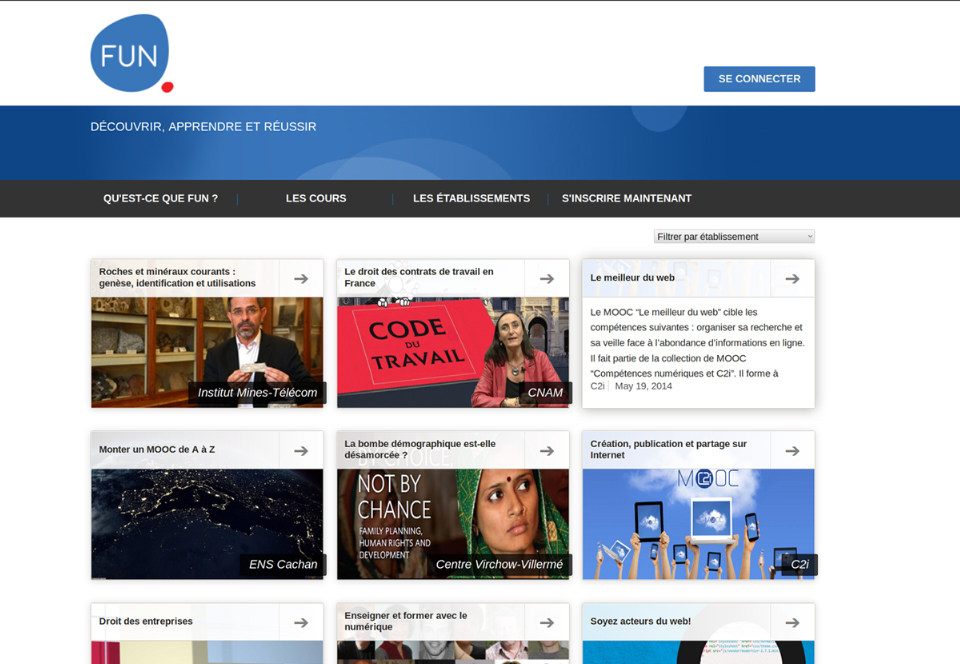 FUN
SE CONNECTER
DÉCOUVRIR, APPRENDRE ET RÉUSSIR
QU'EST-CE QUE FUN ?
LES COURS
LES ÉTABLISSEMENTS
S'INSCRIRE MAINTENANT
Filtrer par établissement
Roches et minéraux courants :
genèse, identification et utilisations
Institut Mines-Télécom
Le droit des contrats de travail en
France
CODE
DU
TRAVAIL
CNAM
Le meilleur du web
Le MOOC “Le meilleur du web” cible les
compétences suivantes : organiser sa recherche et
sa veille face à l'abondance d'informations en ligne.
Il fait partie de la collection de MOOC
“Compétences numériques et C2i”. Il forme à
C2i
May 19, 2014
Monter un MOOC de A à Z
ENS Cachan
La bombe démographique est-elle
désamorcée ?
BY CHOICE
NOT BY
CHANCE
FAMILY PLANNING,
HUMAN RIGHTS AND
DEVELOPMENT
Centre Virchow-Villermé
Création, publication et partage sur
Internet
MOOC
C2i
Droit des entreprises
Enseigner et former avec le
numérique
Soyez acteurs du web!